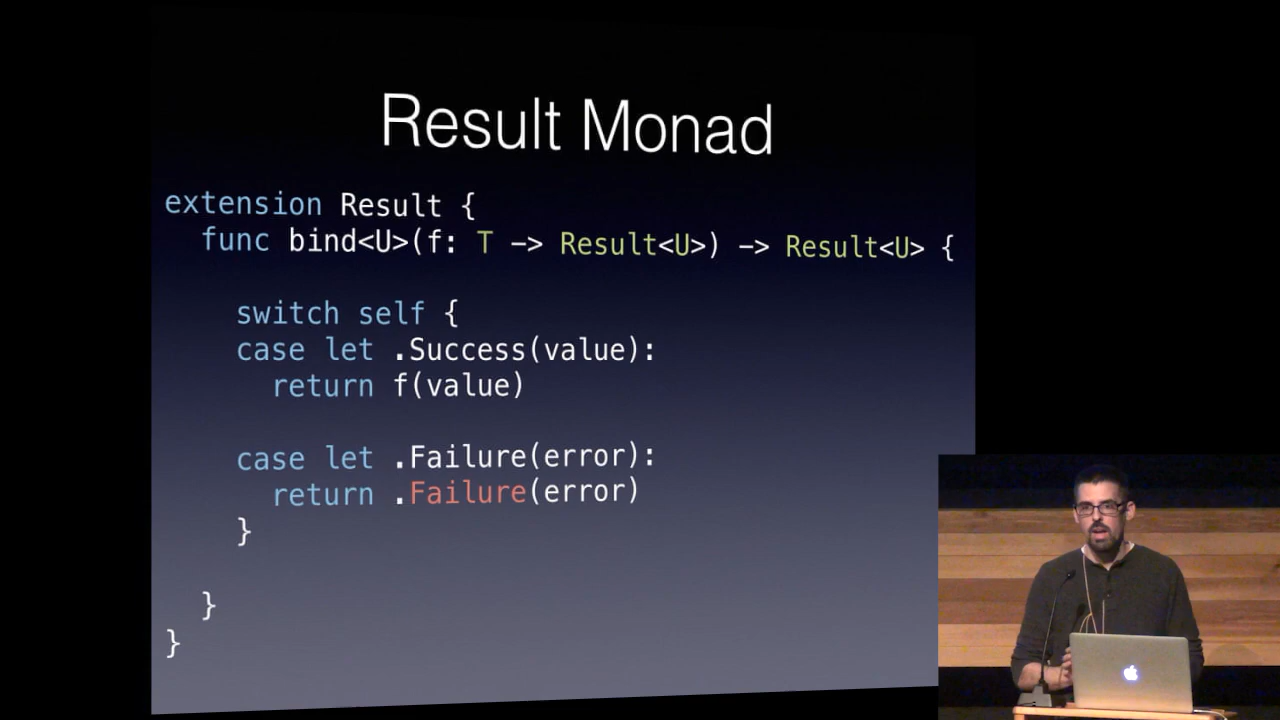 Result Monad
extension Result {
func bind<U>(f: T -> Result<U>) -> Result<U> {
switch self {
case let .Success(value):
return f(value)
case let .Failure(error):
return .Failure(error)
}
}
}